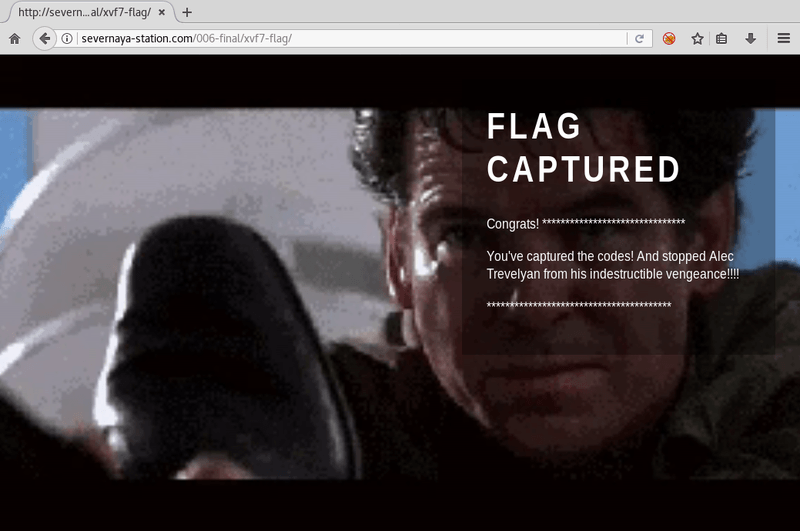 http://severn...al/xvf7-flag/
severnaya-station.com/006-final/xvf7-flag/
FLAG
CAPTURED
Congrats! *******************************
You've captured the codes! And stopped Alec
Trevelyan from his indestructible vengeance!!!!
****************************************